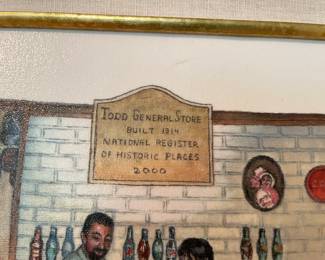 TODD GENERAL STORE
BUILT 1914
NATIONAL REGISTER
OF HISTORIC PLACES
2000